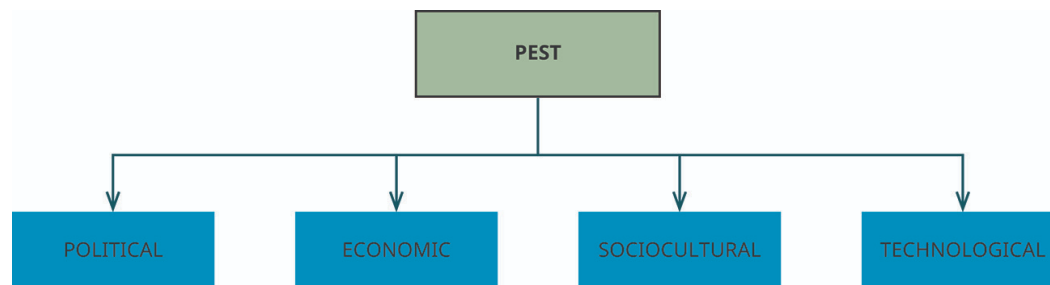 PEST
POLITICAL
ECONOMIC
SOCIOCULTURAL
TECHNOLOGICAL